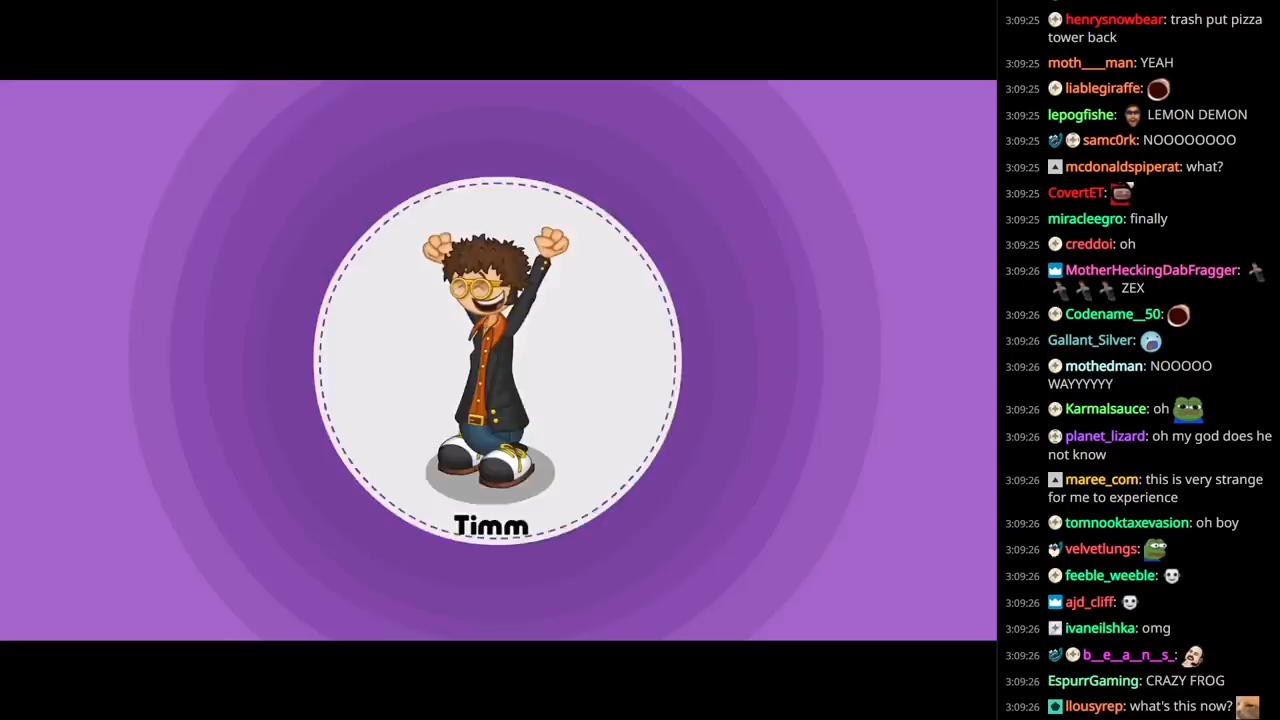 Timm
3:09:25 henrysnowbear: trash put pizza
tower back
3:09:25 moth____man: YEAH
3:09:25 liablegiraffe:
3:09:25 lepogfishe: LEMON DEMON
3:09:25 samc0rk: NOOOOOOOO
3:09:25 mcdonaldspiperat: what?
3:09:25 CovertET:
3:09:25 miracleegro: finally
3:09:25 creddoi: oh
3:09:26 MotherHeckingDabFragger:
ZEX
3:09:26 Codename__50:
3:09:26 Gallant_Silver:
3:09:26 mothedman: NOOOOO
WAYYYYYY
3:09:26 Karmalsauce: oh
3:09:26 planet_lizard: oh my god does he
not know
3:09:26 maree_com: this is very strange
for me to experience
3:09:26 tomnooktaxevasion: oh boy
3:09:26 velvetlungs:
3:09:26 feeble_weeble:
3:09:26 ajd_cliff:
3:09:26 ivaneilshka: omg
3:09:26 b__e__a__n__s_:
3:09:26 EspurrGaming: CRAZY FROG
3:09:26 llousyrep: what's this now?